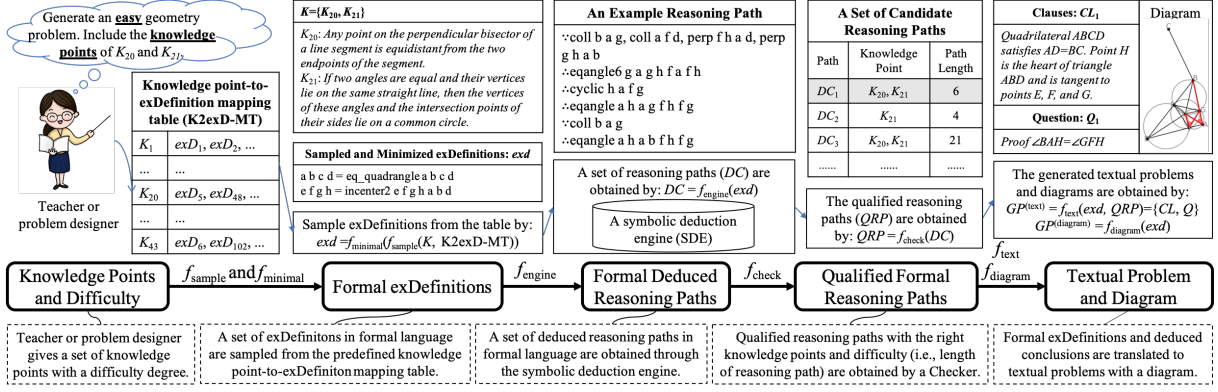 Generate an easy geometry
problem. Include the knowledge
points of K20 and K21.
Teacher or
problem designer
Knowledge point-to-
exDefinition mapping
table (K2exD-MT)
K1 exD1, exD2, ...
... ...
K20 exD5, exD48, ...
... ...
K43 exD6, exD102, ...
K={K20, K21}
K20: Any point on the perpendicular bisector of
a line segment is equidistant from the two
endpoints of the segment.
K21: If two angles are equal and their vertices
lie on the same straight line, then the vertices
of these angles and the intersection points of
their sides lie on a common circle.
Sampled and Minimized exDefinitions: exd
a b c d = eq_quadrangle a b c d
e f g h = incenter2 e f g h a b d
Sample exDefinitions from the table by:
exd =fminimal(fsample(K, K2exD-MT))
An Example Reasoning Path
∵coll b a g, coll a f d, perp f h a d, perp
g h a b
∴eqangle6 g a g h f a f h
∴cyclic h a f g
∴eqangle a h a g f h f g
∵coll b a g
∴eqangle a h a b f h f g
A set of reasoning paths (DC) are
obtained by: DC = fengine(exd)
A symbolic deduction
engine (SDE)
A Set of Candidate
Reasoning Paths
Path Knowledge Point Path Length
DC1 K20, K21 6
DC2 K21 4
DC3 K20, K21 21
...... ...... ......
The qualified reasoning
paths (QRP) are obtained
by: QRP = fcheck(DC)
Clauses: CL1
Quadrilateral ABCD
satisfies AD=BC. Point H
is the heart of triangle
ABD and is tangent to
points E, F, and G.
Question: Q1
Proof ∠BAH=∠GFH
Diagram
The generated textual problems
and diagrams are obtained by:
GP(text) = ftext(exd, QRP)={CL, Q}
GP(diagram) = fdiagram(exd)
Knowledge Points
and Difficulty
fsample and fminimal
Formal exDefinitions
fengine
Formal Deduced
Reasoning Paths
fcheck
Qualified Formal
Reasoning Paths
ftext
fdiagram
Textual Problem
and Diagram
Teacher or problem designer
gives a set of knowledge
points with a difficulty degree.
A set of exDefinitons in formal language
are sampled from the predefined knowledge
point-to-exDefiniton mapping table.
A set of deduced reasoning paths in
formal language are obtained through
the symbolic deduction engine.
Qualified reasoning paths with the right
knowledge points and difficulty (i.e., length
of reasoning path) are obtained by a Checker.
Formal exDefinitions and deduced
conclusions are translated to
textual problems with a diagram.